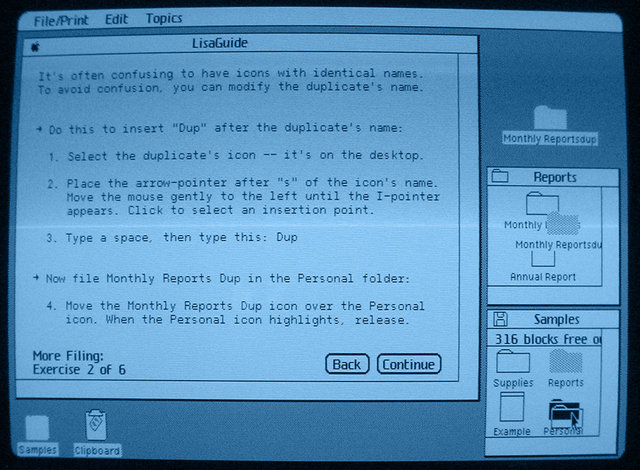 File/Print Edit Topics
LisaGuide
It's often confusing to have icons with identical names.
To avoid confusion, you can modify the duplicate's name.
→ Do this to insert "Dup" after the duplicate's name:
1. Select the duplicate's icon -- it's on the desktop.
2. Place the arrow-pointer after "s" of the icon's name.
Move the mouse gently to the left until the I-pointer
appears. Click to select an insertion point.
3. Type a space, then type this: Dup
→ Now file Monthly Reports Dup in the Personal folder:
4. Move the Monthly Reports Dup icon over the Personal
icon. When the Personal icon highlights, release.
More Filing:
Exercise 2 of 6
Back Continue
Monthly Reportsdup
Reports
Monthly
Monthly Reportsdu
Annual Report
Samples
316 blocks free
Supplies Reports
Example Personal
Samples Clipboard